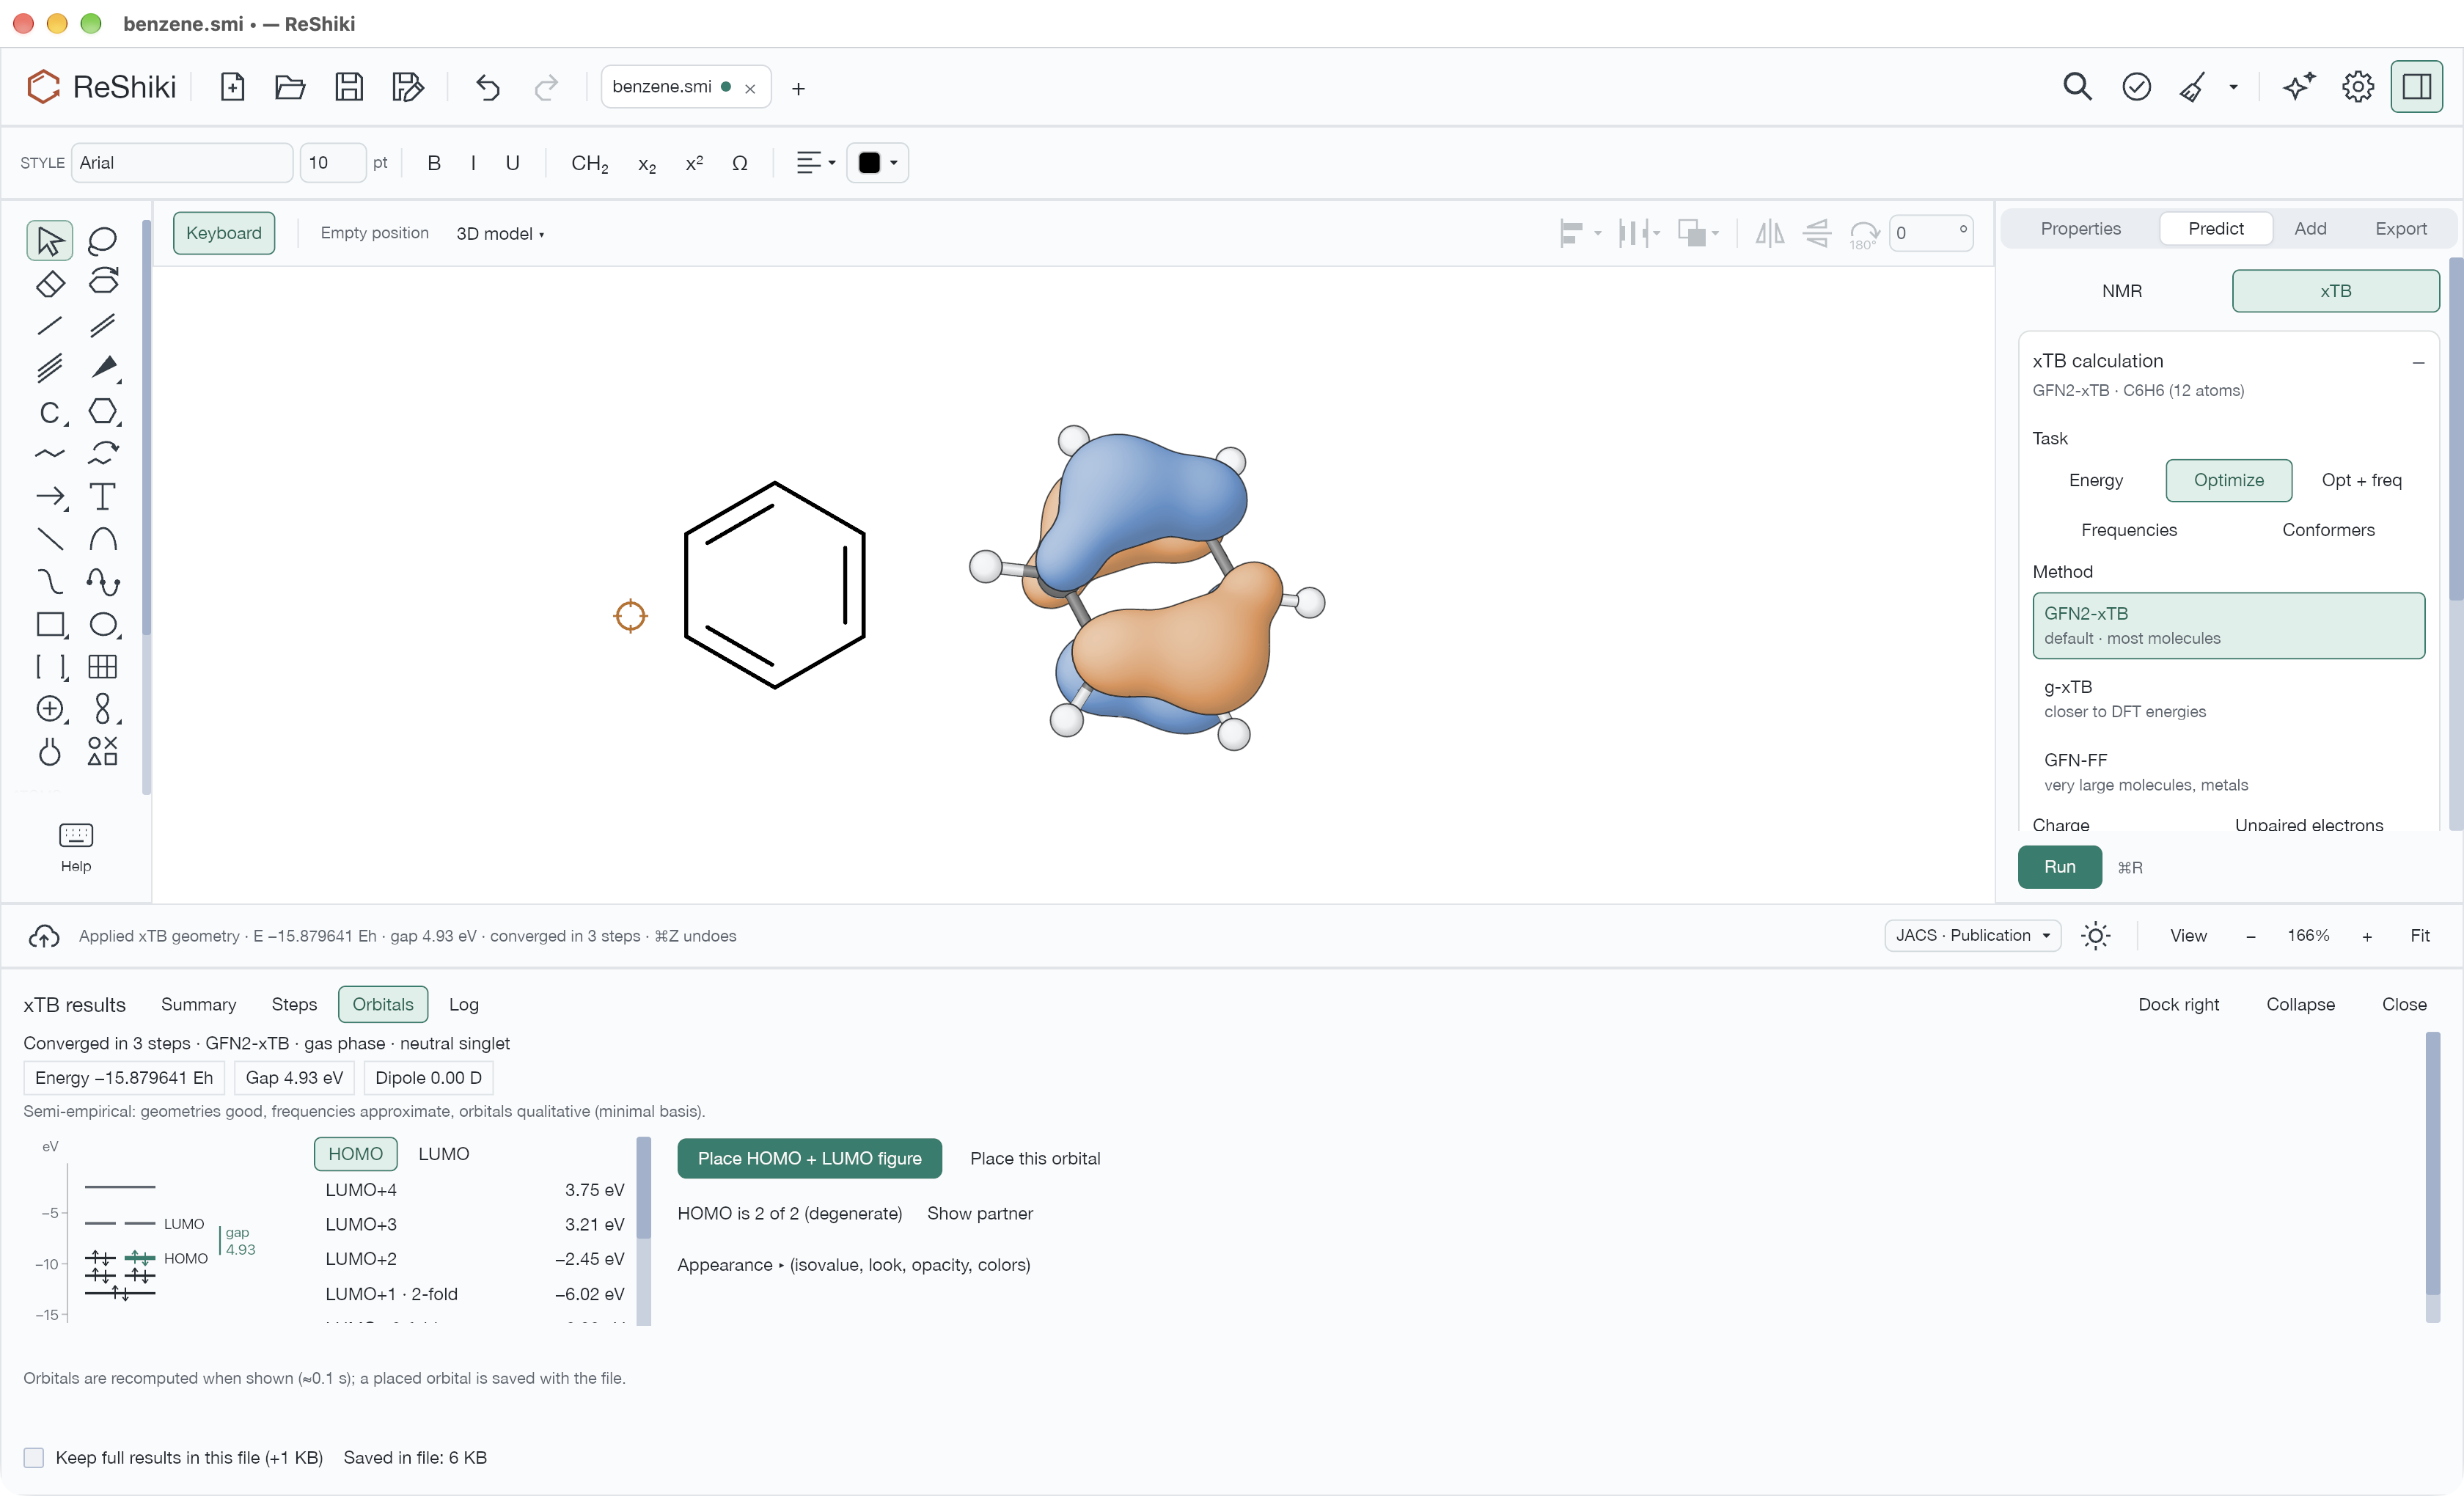 benzene.smi • — ReShiki
ReShiki
benzene.smi
STYLE Arial 10 pt B I U CH₂ x₂ x² Ω
Keyboard Empty position 3D model
180° 0 °
Properties Predict Add Export
NMR xTB
xTB calculation
GFN2-xTB · C6H6 (12 atoms)
Task
Energy Optimize Opt + freq
Frequencies Conformers
Method
GFN2-xTB
default · most molecules
g-xTB
closer to DFT energies
GFN-FF
very large molecules, metals
Charge Unpaired electrons
Run ⌘R
C
T
Help
Applied xTB geometry · E −15.879641 Eh · gap 4.93 eV · converged in 3 steps · ⌘Z undoes
JACS · Publication View − 166% + Fit
xTB results Summary Steps Orbitals Log Dock right Collapse Close
Converged in 3 steps · GFN2-xTB · gas phase · neutral singlet
Energy −15.879641 Eh Gap 4.93 eV Dipole 0.00 D
Semi-empirical: geometries good, frequencies approximate, orbitals qualitative (minimal basis).
eV
−5
−10
−15
LUMO
HOMO
gap
4.93
HOMO LUMO
LUMO+4 3.75 eV
LUMO+3 3.21 eV
LUMO+2 −2.45 eV
LUMO+1 · 2-fold −6.02 eV
Place HOMO + LUMO figure Place this orbital
HOMO is 2 of 2 (degenerate) Show partner
Appearance ▸ (isovalue, look, opacity, colors)
Orbitals are recomputed when shown (≈0.1 s); a placed orbital is saved with the file.
Keep full results in this file (+1 KB) Saved in file: 6 KB